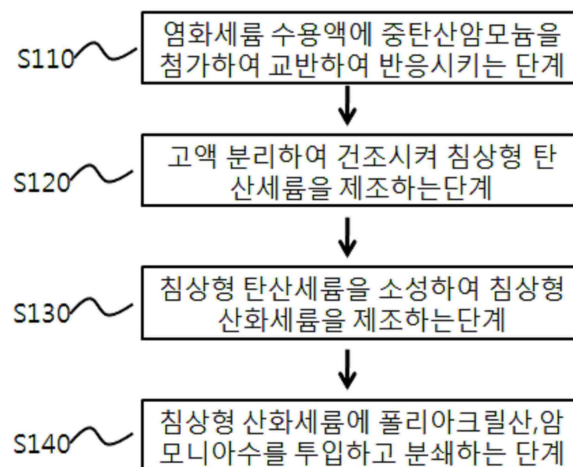 S110
염화세륨 수용액에 중탄산암모늄을
첨가하여 교반하여 반응시키는 단계
S120
고액 분리하여 건조시켜 침상형 탄
산세륨을 제조하는단계
S130
침상형 탄산세륨을 소성하여 침상형
산화세륨을 제조하는단계
S140
침상형 산화세륨에 폴리아크릴산,암
모니아수를 투입하고 분쇄하는 단계